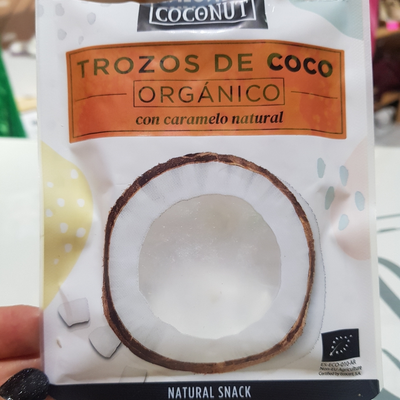 COCONUT
TROZOS DE COCO
ORGÁNICO
con caramelo natural
NATURAL SNACK